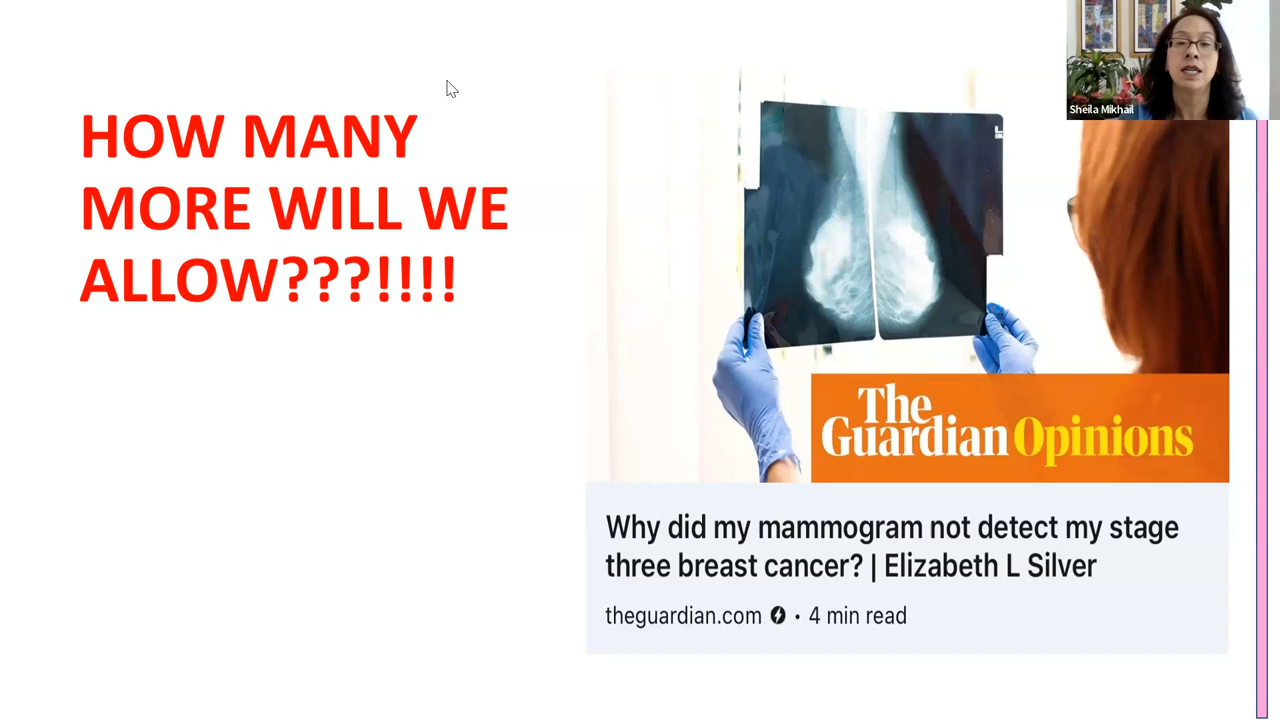 HOW MANY
MORE WILL WE
ALLOW???!!!!
Sheila Mikhail
The
Guardian Opinions
Why did my mammogram not detect my stage
three breast cancer? | Elizabeth L Silver
theguardian.com • 4 min read